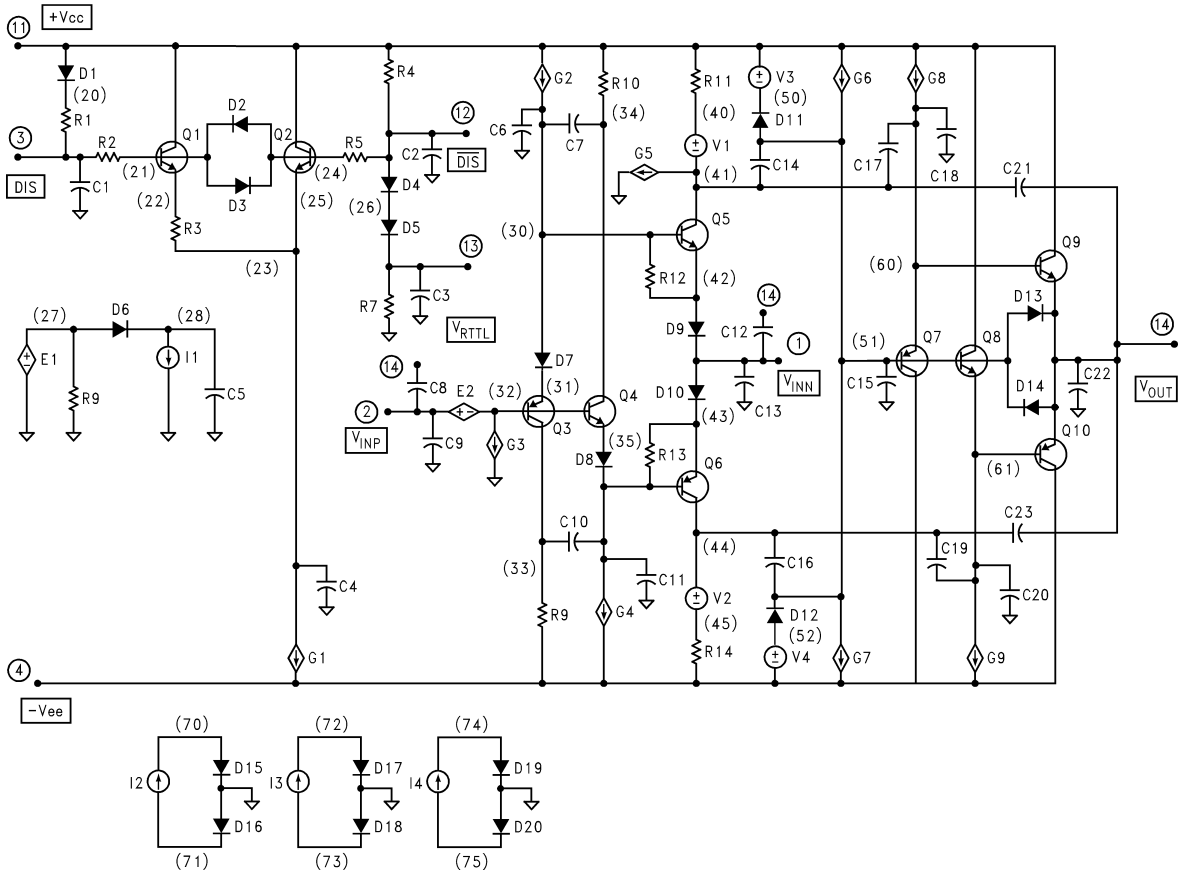 11 +Vcc
D1
(20)
R1
3
DIS
R2
C1
Q1
(21)
(22)
R3
D2
D3
Q2
(24)
(25)
(23)
R4
R5
12
C2
DIS
D4
(26)
D5
13
R7
C3
VRTTL
(27)
D6
(28)
E1
R9
I1
C5
C4
G1
G2
R10
C6
C7
(34)
(30)
D7
(31)
14
C8
E2
(32)
2
VINP
C9
G3
Q3
Q4
(35)
D8
C10
(33)
R9
C11
G4
R11
(40)
V1
G5
(41)
Q5
R12
(42)
D9
14
C12
1
VINN
C13
D10
(43)
R13
Q6
(44)
V2
(45)
R14
V3
(50)
D11
C14
C16
D12
(52)
V4
G6
G8
C17
C18
C21
(60)
Q9
(51)
Q7
Q8
D13
C15
D14
C22
14
VOUT
Q10
(61)
C23
C19
C20
G7
G9
4
-Vee
(70)
I2
D15
D16
(71)
(72)
I3
D17
D18
(73)
(74)
I4
D19
D20
(75)